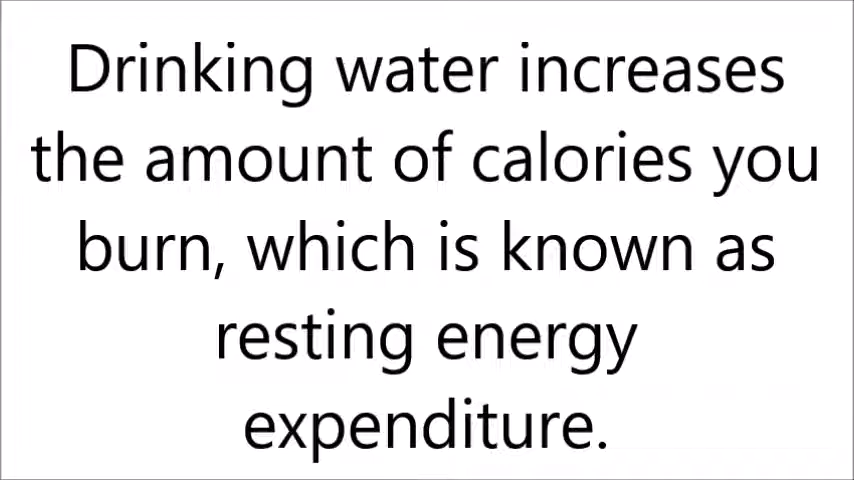 Drinking water increases
the amount of calories you
burn, which is known as
resting energy
expenditure.